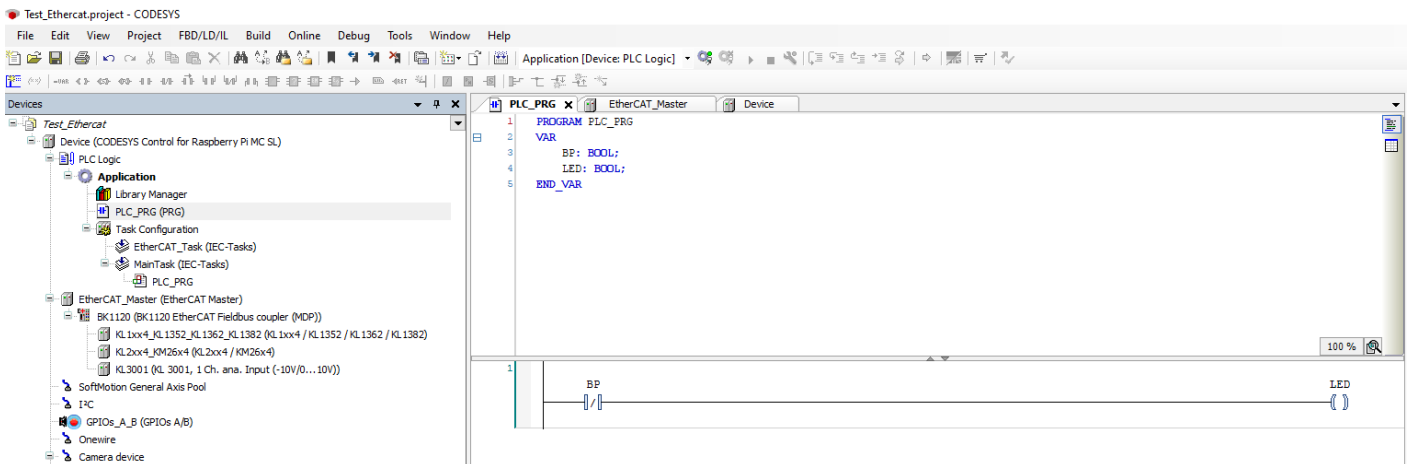 Test_Ethercat.project - CODESYS
File Edit View Project FBD/LD/IL Build Online Debug Tools Window Help
Application [Device: PLC Logic]
Devices
Test_Ethercat
Device (CODESYS Control for Raspberry Pi MC SL)
PLC Logic
Application
Library Manager
PLC_PRG (PRG)
Task Configuration
EtherCAT_Task (IEC-Tasks)
MainTask (IEC-Tasks)
PLC_PRG
EtherCAT_Master (EtherCAT Master)
BK1120 (BK1120 EtherCAT Fieldbus coupler (MDP))
KL1xx4_KL1352_KL1362_KL1382 (KL1xx4 / KL1352 / KL1362 / KL1382)
KL2xx4_KM26x4 (KL2xx4 / KM26x4)
KL3001 (KL 3001, 1 Ch. ana. Input (-10V/0...10V))
SoftMotion General Axis Pool
I²C
GPIOs_A_B (GPIOs A/B)
Onewire
Camera device
PLC_PRG EtherCAT_Master Device
1 PROGRAM PLC_PRG
2 VAR
3 BP: BOOL;
4 LED: BOOL;
5 END_VAR
100 %
1
BP LED